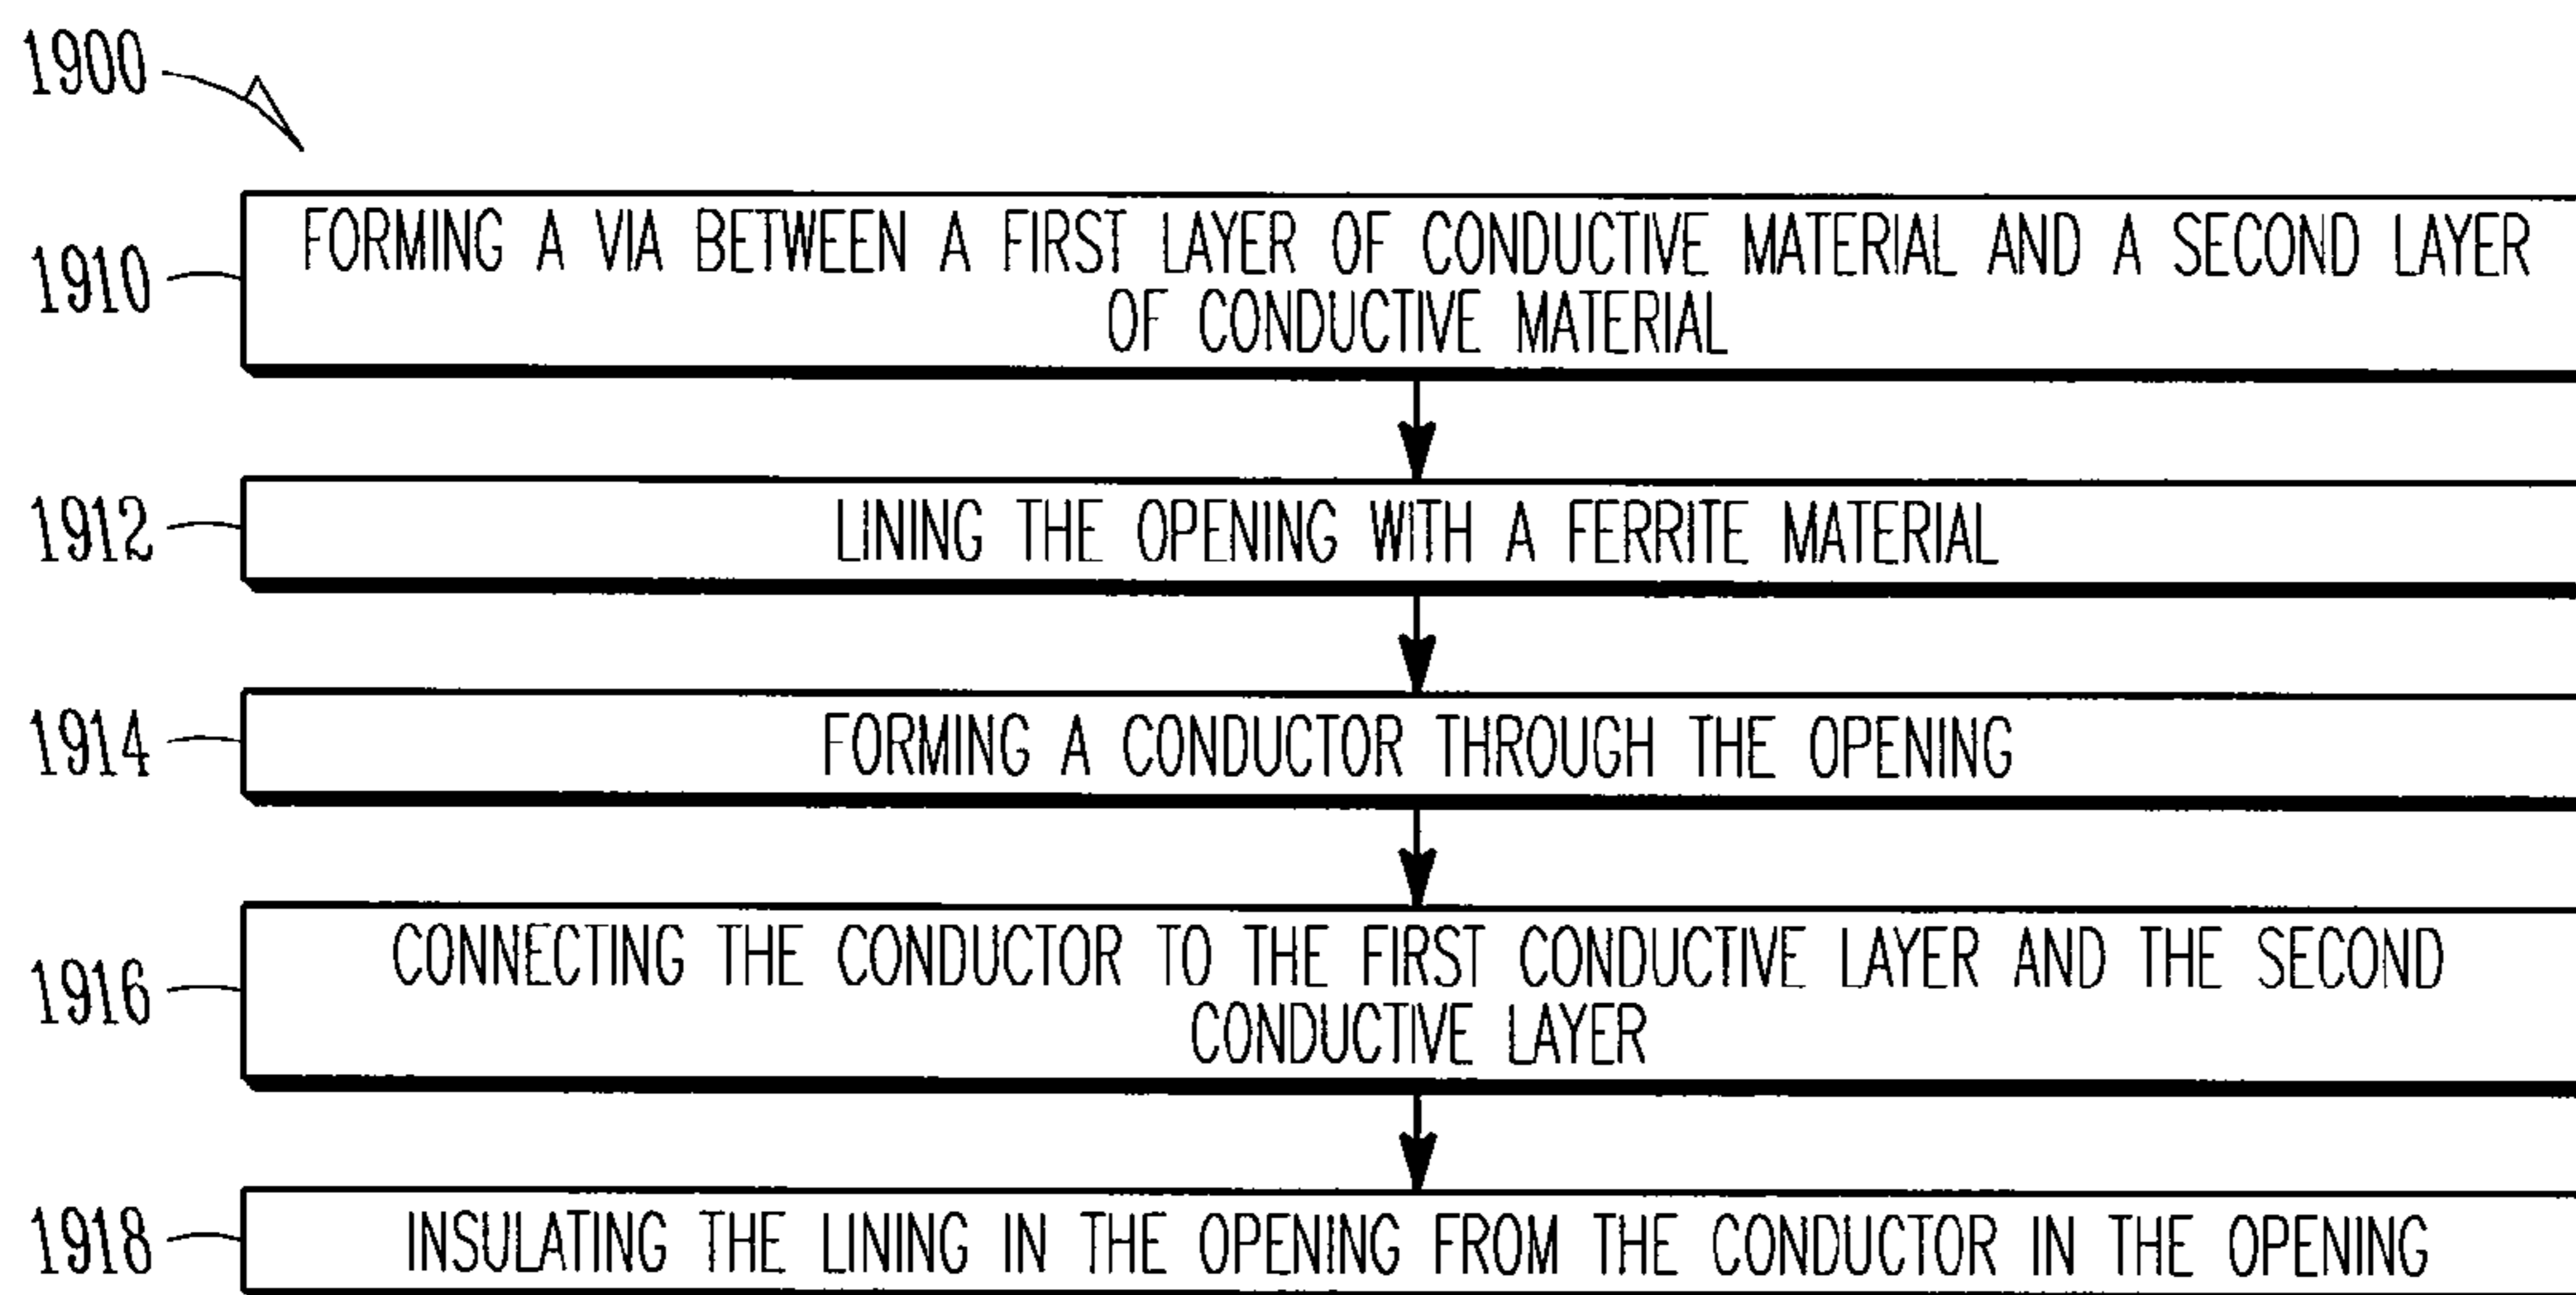 1900
1910
FORMING A VIA BETWEEN A FIRST LAYER OF CONDUCTIVE MATERIAL AND A SECOND LAYER
OF CONDUCTIVE MATERIAL
1912
LINING THE OPENING WITH A FERRITE MATERIAL
1914
FORMING A CONDUCTOR THROUGH THE OPENING
1916
CONNECTING THE CONDUCTOR TO THE FIRST CONDUCTIVE LAYER AND THE SECOND
CONDUCTIVE LAYER
1918
INSULATING THE LINING IN THE OPENING FROM THE CONDUCTOR IN THE OPENING